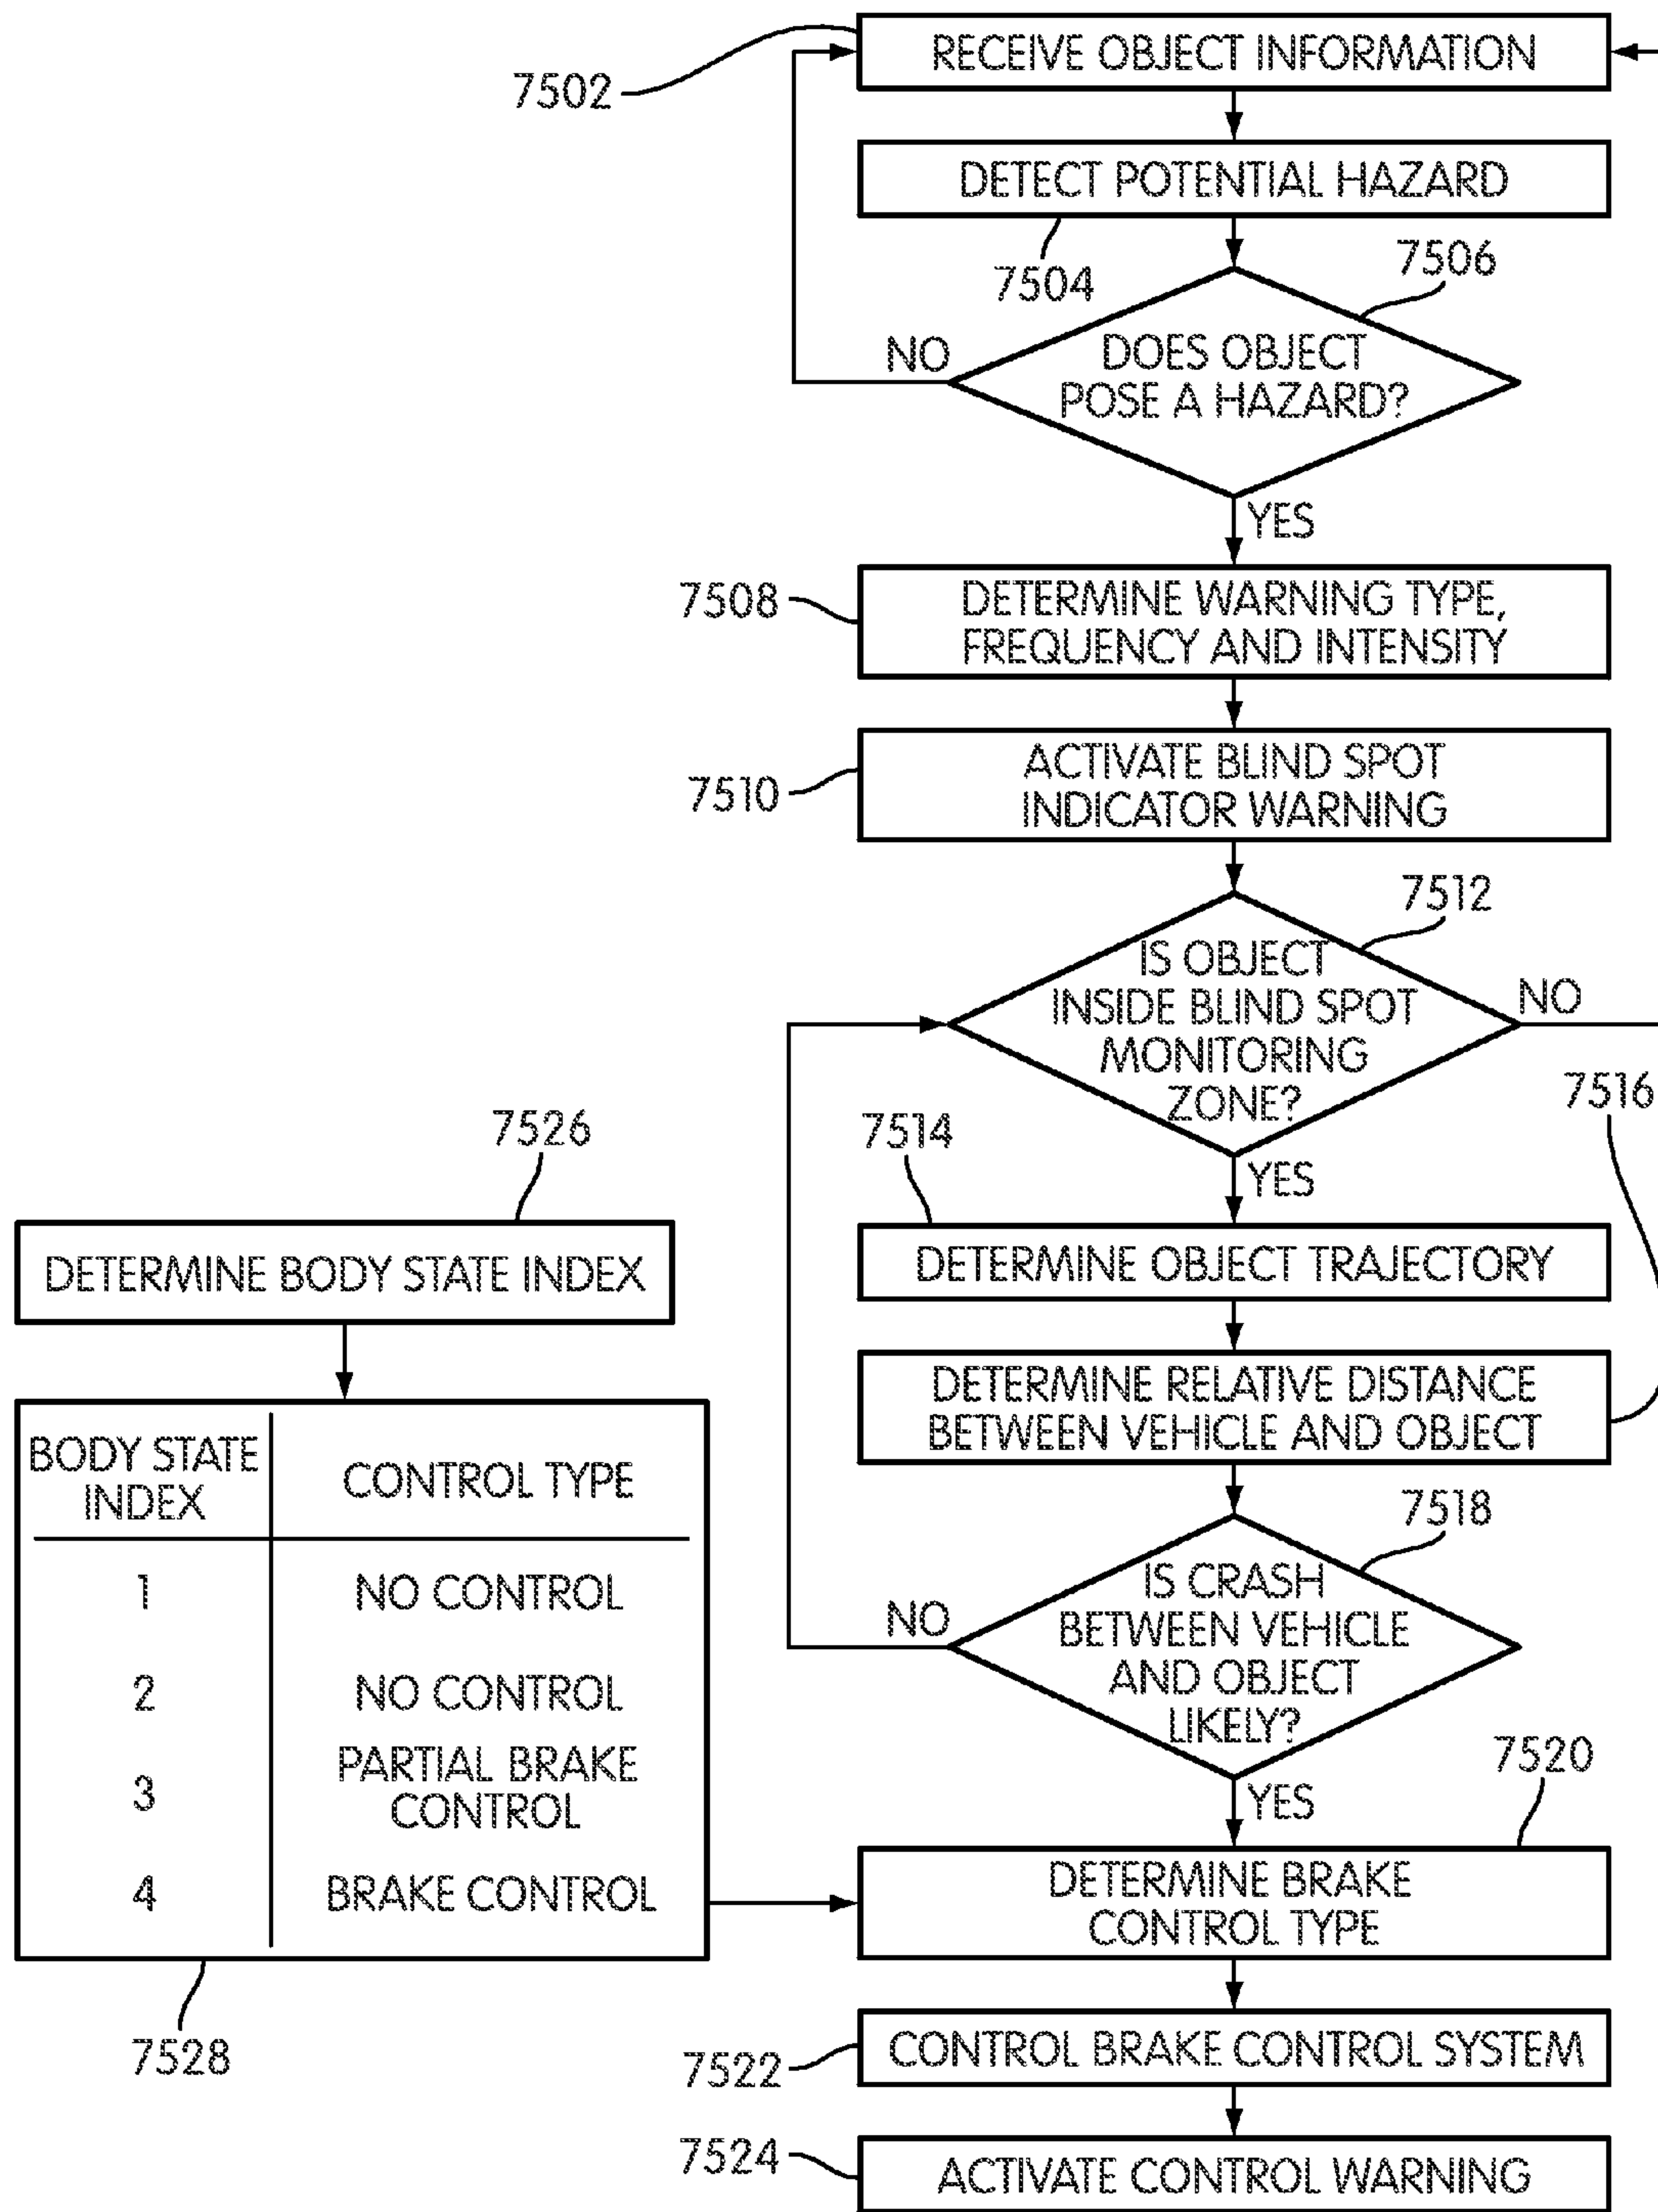 RECEIVE OBJECT INFORMATION
7502
DETECT POTENTIAL HAZARD
7504
7506
DOES OBJECT
POSE A HAZARD?
NO
YES
7508
DETERMINE WARNING TYPE,
FREQUENCY AND INTENSITY
7510
ACTIVATE BLIND SPOT
INDICATOR WARNING
7512
IS OBJECT
INSIDE BLIND SPOT
MONITORING
ZONE?
NO
YES
7514
7516
DETERMINE OBJECT TRAJECTORY
DETERMINE RELATIVE DISTANCE
BETWEEN VEHICLE AND OBJECT
7518
IS CRASH
BETWEEN VEHICLE
AND OBJECT
LIKELY?
NO
YES
7526
DETERMINE BODY STATE INDEX
BODY STATE
INDEX
CONTROL TYPE
1
NO CONTROL
2
NO CONTROL
3
PARTIAL BRAKE
CONTROL
4
BRAKE CONTROL
7528
7520
DETERMINE BRAKE
CONTROL TYPE
7522
CONTROL BRAKE CONTROL SYSTEM
7524
ACTIVATE CONTROL WARNING